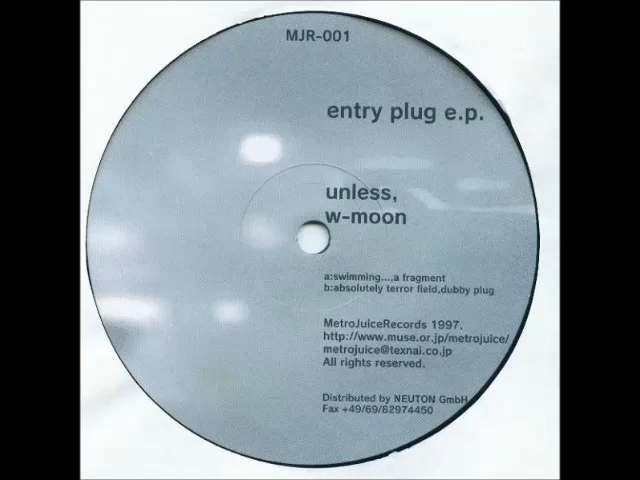 MJR-001
entry plug e.p.
unless,
w-moon
a:swimming...,a fragment
b:absolutely terror field,dubby plug
MetroJuiceRecords 1997.
http://www.muse.or.jp/metrojuice/
metrojuice@texnai.co.jp
All rights reserved.
Distributed by NEUTON GmbH
Fax +49/69/82974450